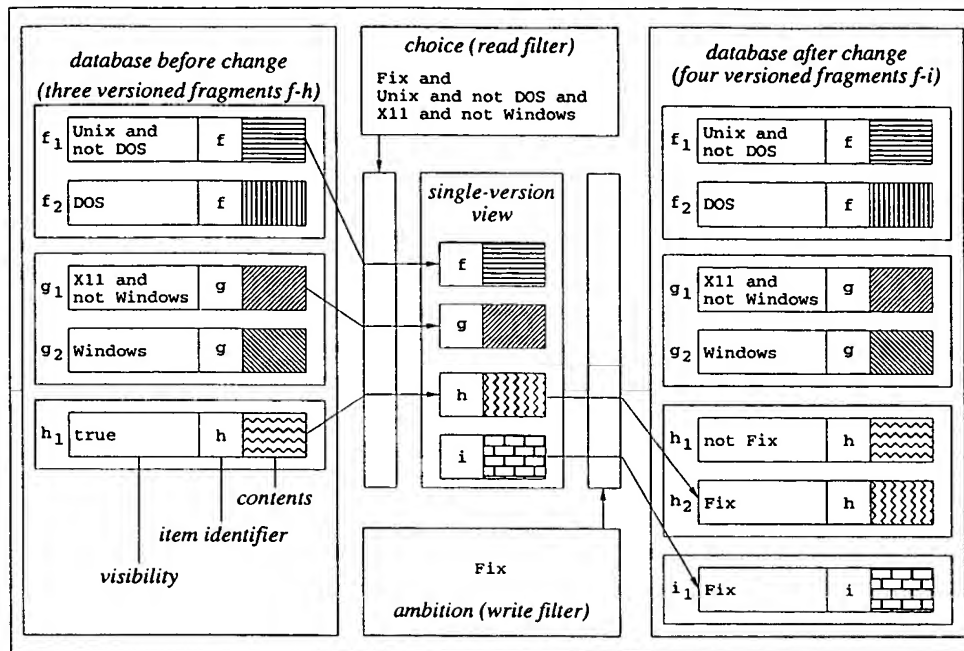 database before change
(three versioned fragments f-h)
f1 Unix and
not DOS f
f2 DOS f
g1 X11 and
not Windows g
g2 Windows g
h1 true h
contents
item identifier
visibility
choice (read filter)
Fix and
Unix and not DOS and
X11 and not Windows
single-version
view
f
g
h
i
Fix
ambition (write filter)
database after change
(four versioned fragments f-i)
f1 Unix and
not DOS f
f2 DOS f
g1 X11 and
not Windows g
g2 Windows g
h1 not Fix h
h2 Fix h
i1 Fix i